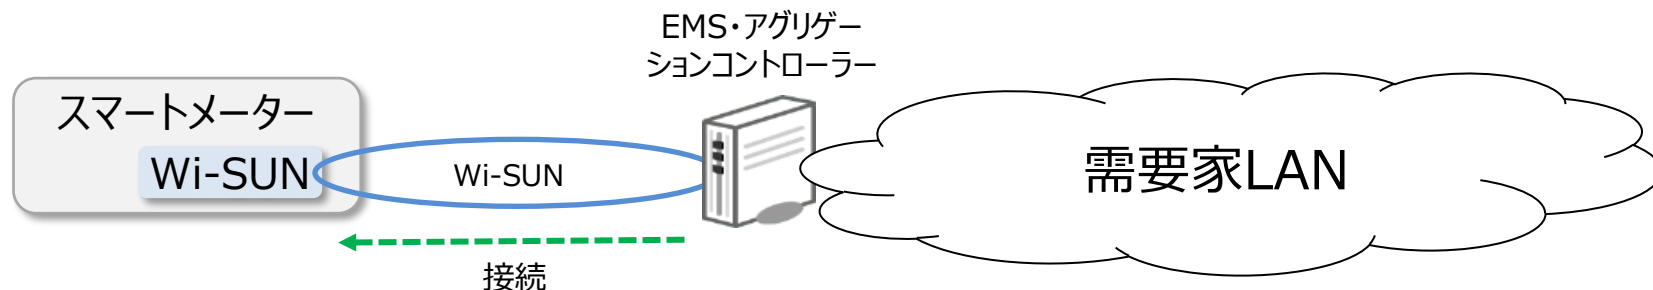 EMS・アグリゲー
ションコントローラー
スマートメーター
Wi-SUN
Wi-SUN
需要家LAN
接続